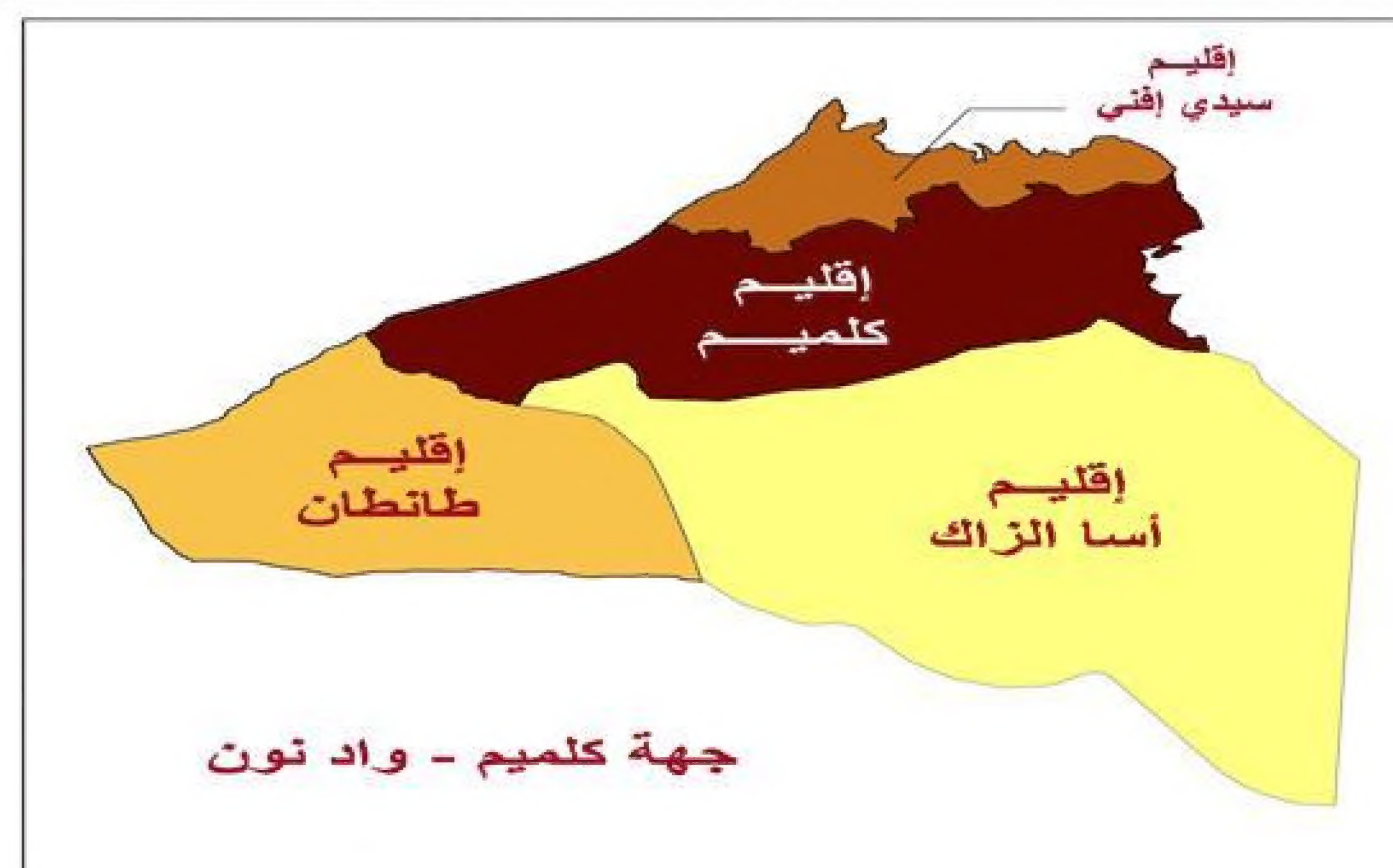 إقليم
سيدي إفني
إقليم
كلميم
إقليم
طانطان
إقليم
أسا الزاك
جهة كلميم - واد نون